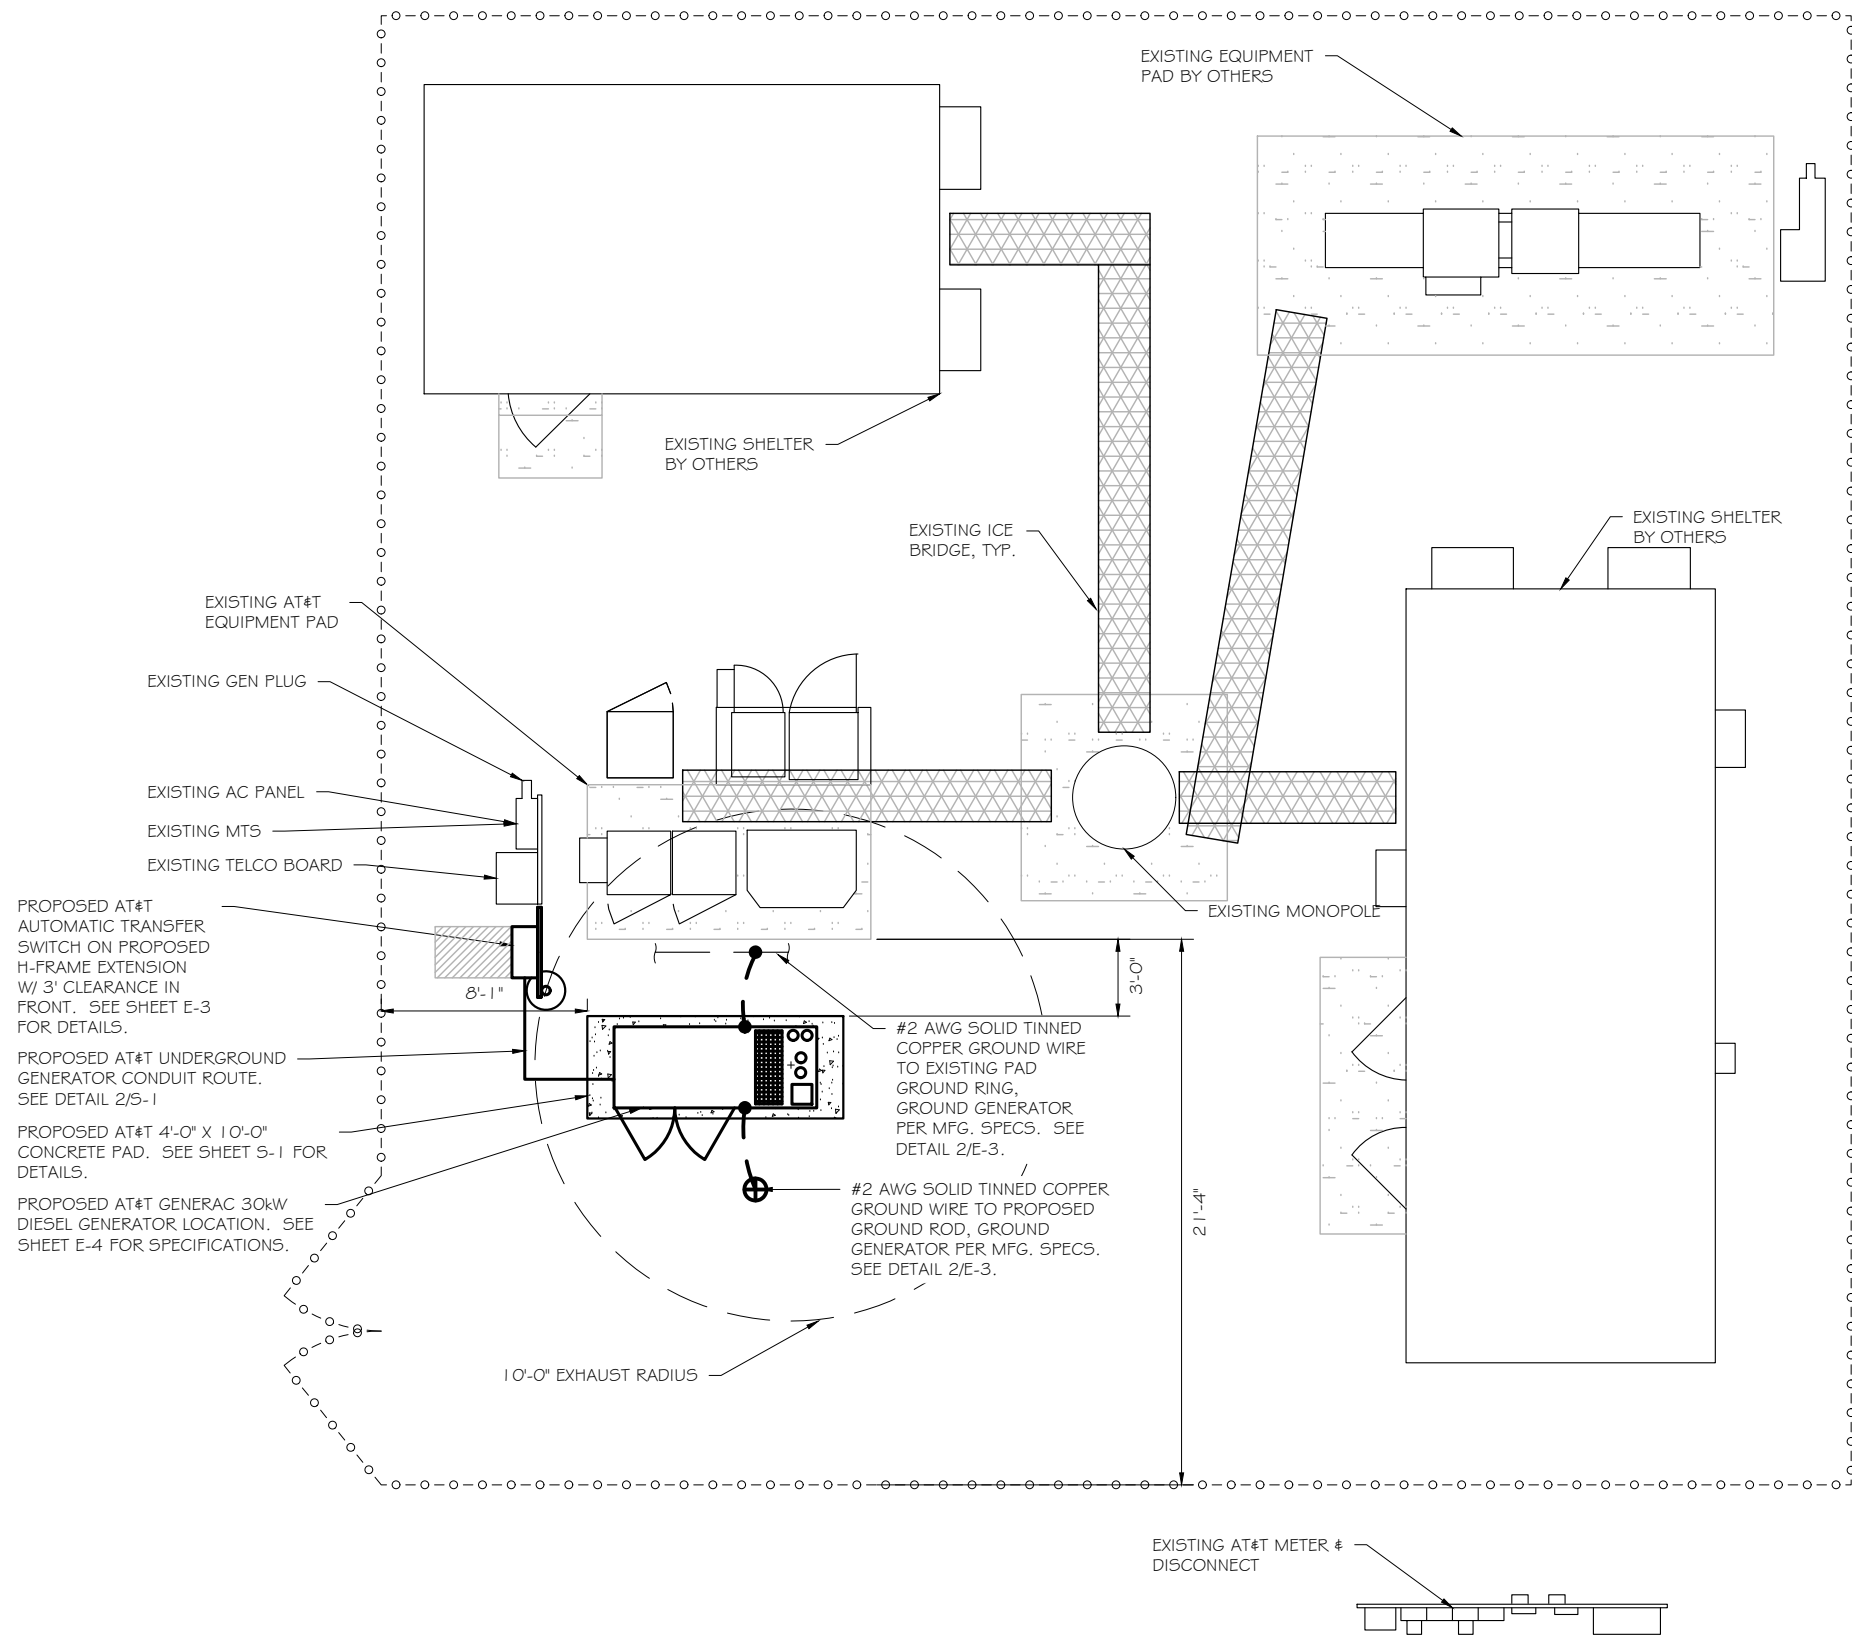 EXISTING EQUIPMENT
PAD BY OTHERS
EXISTING SHELTER
BY OTHERS
EXISTING ICE
BRIDGE, TYP.
EXISTING SHELTER
BY OTHERS
EXISTING AT&T
EQUIPMENT PAD
EXISTING GEN PLUG
EXISTING AC PANEL
EXISTING MTS
EXISTING TELCO BOARD
PROPOSED AT&T
AUTOMATIC TRANSFER
SWITCH ON PROPOSED
H-FRAME EXTENSION
W/ 3' CLEARANCE IN
FRONT. SEE SHEET E-3
FOR DETAILS.
8'-1"
EXISTING MONOPOLE
3'-0"
PROPOSED AT&T UNDERGROUND
GENERATOR CONDUIT ROUTE.
SEE DETAIL 2/S-1
PROPOSED AT&T 4'-0" X 10'-0"
CONCRETE PAD. SEE SHEET S-1 FOR
DETAILS.
PROPOSED AT&T GENERAC 30kW
DIESEL GENERATOR LOCATION. SEE
SHEET E-4 FOR SPECIFICATIONS.
#2 AWG SOLID TINNED
COPPER GROUND WIRE
TO EXISTING PAD
GROUND RING,
GROUND GENERATOR
PER MFG. SPECS. SEE
DETAIL 2/E-3.
#2 AWG SOLID TINNED COPPER
GROUND WIRE TO PROPOSED
GROUND ROD, GROUND
GENERATOR PER MFG. SPECS.
SEE DETAIL 2/E-3.
21'-4"
10'-0" EXHAUST RADIUS
EXISTING AT&T METER &
DISCONNECT